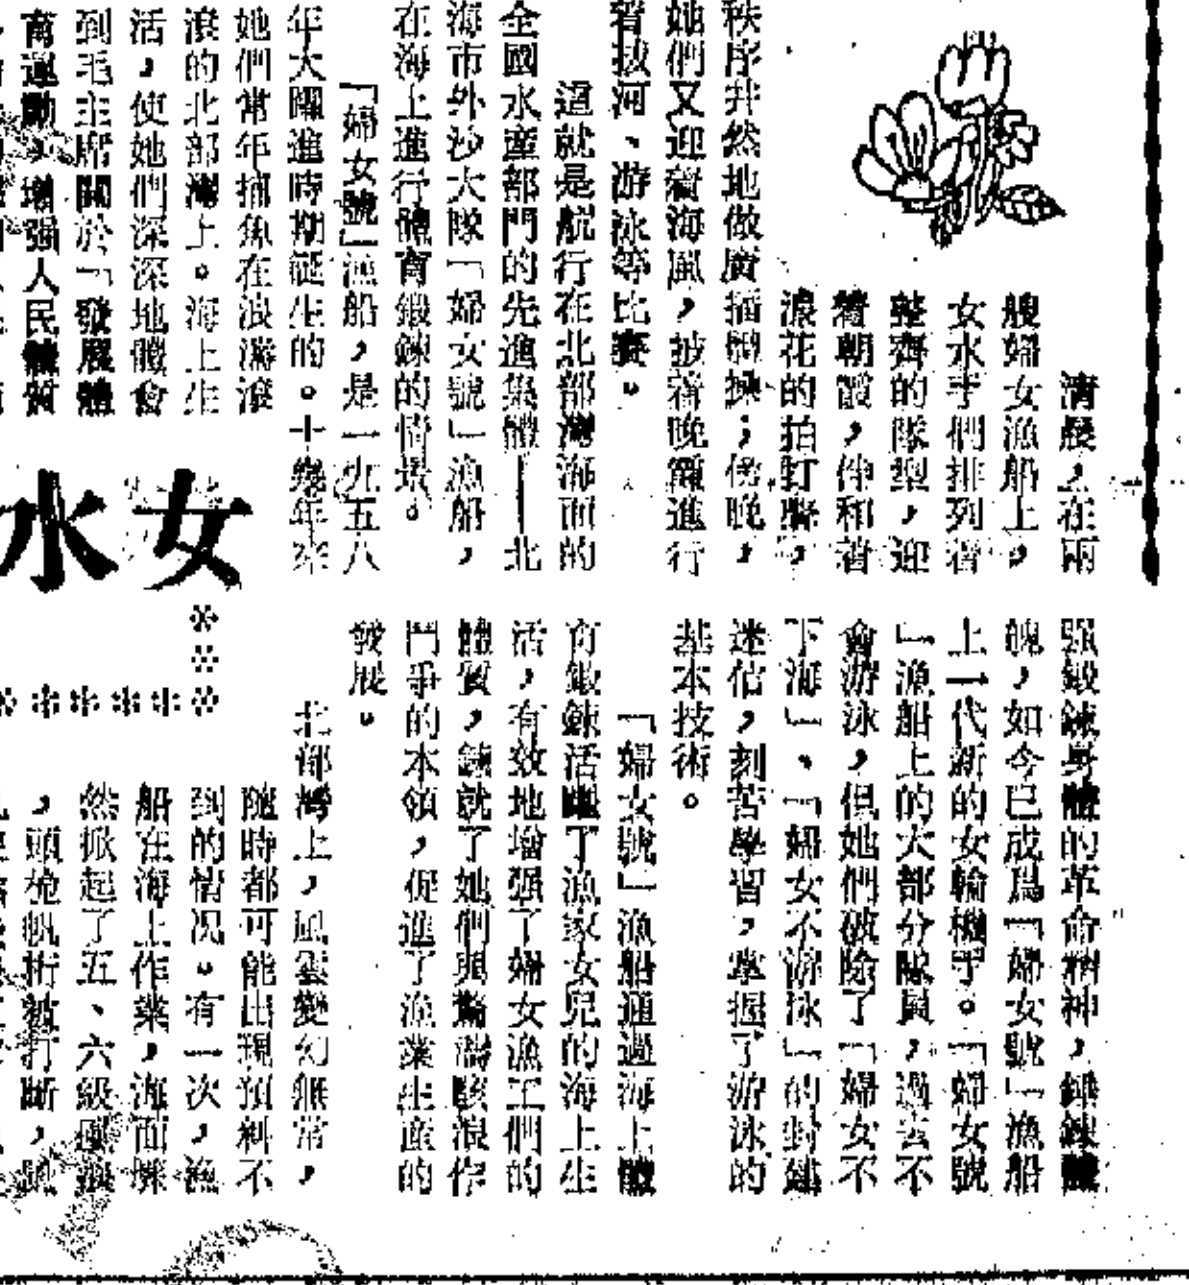 清晨，在兩
艘婦女漁船上，
女水手們排列着
整齊的隊型，迎
着朝霞，伴和着
浪花的拍打聲，
秩序井然地做廣播體操；傍晚，
她們又迎着海風，披着晚霞進行
着拔河、游泳等比賽。
這就是航行在北部灣海面的
全國水產部門的先進集體——北
海市外沙大隊「婦女號」漁船，
在海上進行體育鍛鍊的情景。
「婦女號」漁船，是一九五八
年大躍進時期誕生的。十幾年來
她們常年捕魚在浪濤滾
滾的北部灣上。海上生
活，使她們深深地體會
到毛主席關於「發展體
育運動，增强人民體質
女水
强鍛鍊身體的革命精神，鍊體
魄，如今已成爲「婦女號」漁船
上一代新的女輪機手。「婦女號
」漁船上的大部分隊員，過去不
會游泳，但她們破除了「婦女不
下海」、「婦女不游泳」的封建
迷信，刻苦學習，掌握了游泳的
基本技術。
「婦女號」漁船通過海上體
育鍛鍊活躍了漁家女兒的海上生
活，有效地增强了婦女漁工們的
體質，鍊就了她們與驚濤駭浪作
鬥爭的本領，促進了漁業生產的
發展。
北部灣上，風雲變幻無常，
隨時都可能出現預料不
到的情况。有一次，漁
船在海上作業，海面驟
然掀起了五、六級風浪
，頭桅帆桁被打斷，